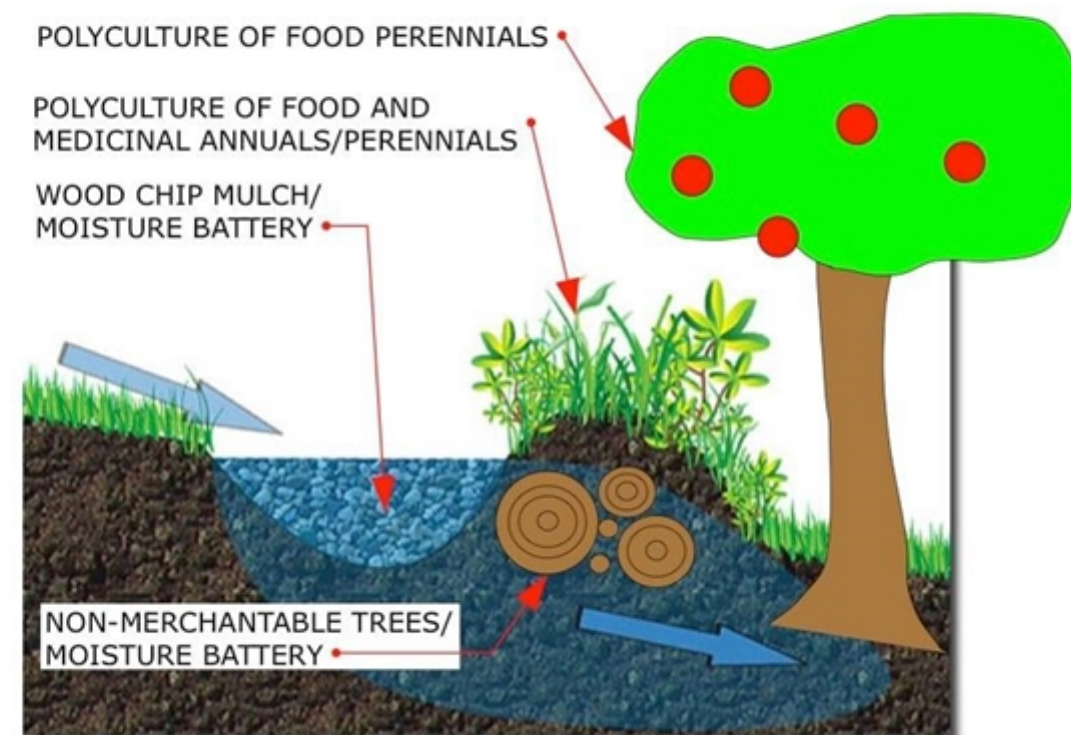 POLYCULTURE OF FOOD PERENNIALS
POLYCULTURE OF FOOD AND
MEDICINAL ANNUALS/PERENNIALS
WOOD CHIP MULCH/
MOISTURE BATTERY
NON-MERCHANTABLE TREES/
MOISTURE BATTERY